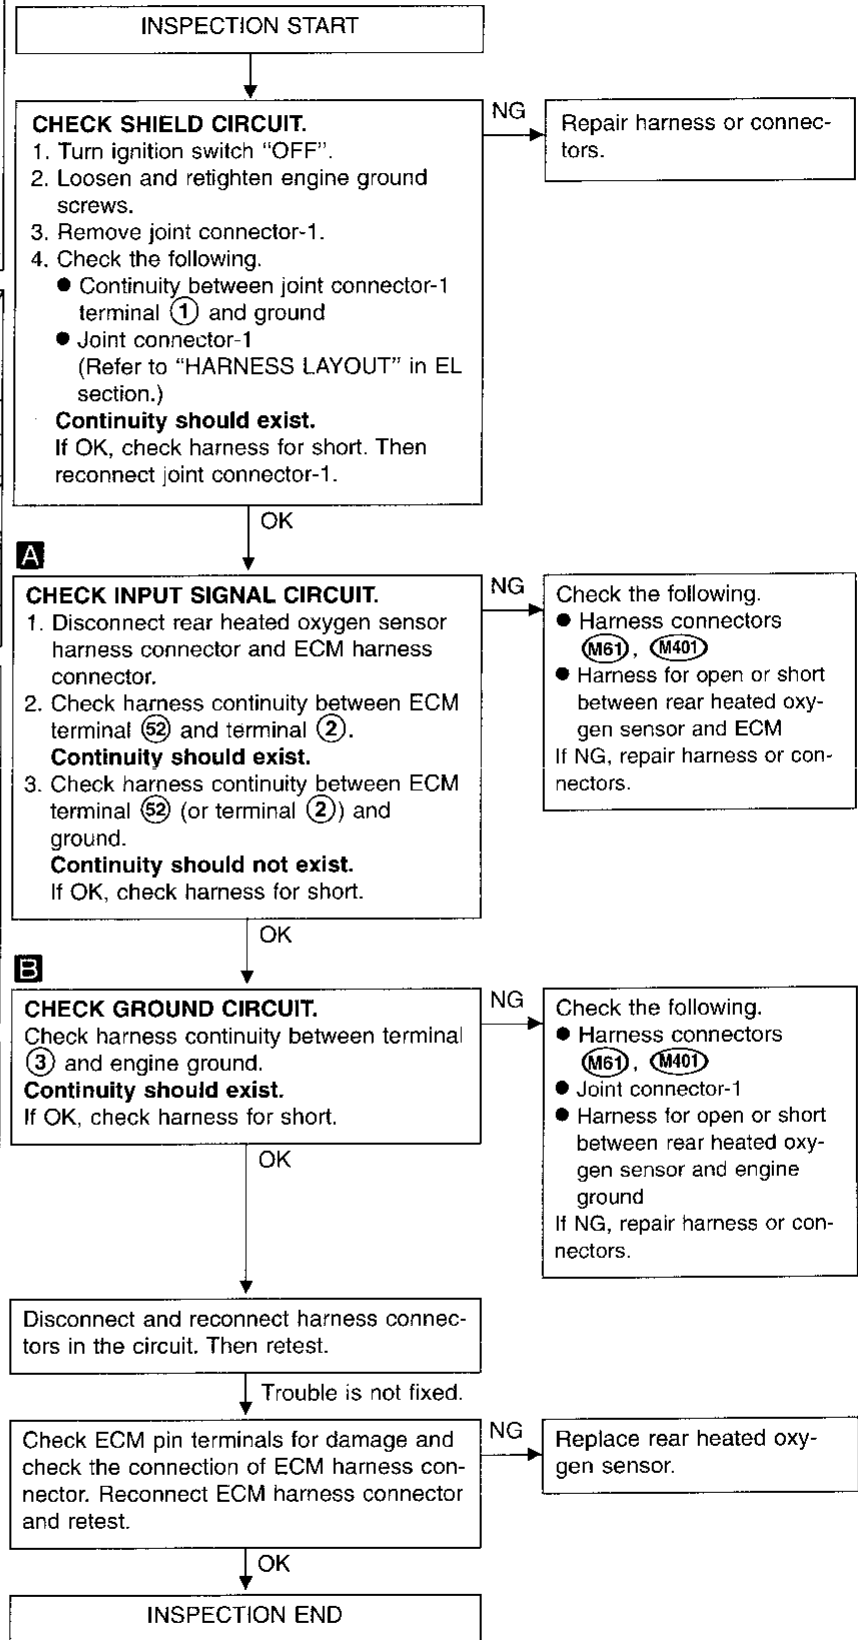 INSPECTION START
CHECK SHIELD CIRCUIT.
1. Turn ignition switch “OFF”.
2. Loosen and retighten engine ground
screws.
3. Remove joint connector-1.
4. Check the following.
● Continuity between joint connector-1
terminal ① and ground
● Joint connector-1
(Refer to “HARNESS LAYOUT” in EL
section.)
Continuity should exist.
If OK, check harness for short. Then
reconnect joint connector-1.
NG
Repair harness or connec-
tors.
OK
A
CHECK INPUT SIGNAL CIRCUIT.
1. Disconnect rear heated oxygen sensor
harness connector and ECM harness
connector.
2. Check harness continuity between ECM
terminal 52 and terminal ②.
Continuity should exist.
3. Check harness continuity between ECM
terminal 52 (or terminal ②) and
ground.
Continuity should not exist.
If OK, check harness for short.
NG
Check the following.
● Harness connectors
M61, M401
● Harness for open or short
between rear heated oxy-
gen sensor and ECM
If NG, repair harness or con-
nectors.
OK
B
CHECK GROUND CIRCUIT.
Check harness continuity between terminal
③ and engine ground.
Continuity should exist.
If OK, check harness for short.
NG
Check the following.
● Harness connectors
M61, M401
● Joint connector-1
● Harness for open or short
between rear heated oxy-
gen sensor and engine
ground
If NG, repair harness or con-
nectors.
OK
Disconnect and reconnect harness connec-
tors in the circuit. Then retest.
Trouble is not fixed.
Check ECM pin terminals for damage and
check the connection of ECM harness con-
nector. Reconnect ECM harness connector
and retest.
NG
Replace rear heated oxy-
gen sensor.
OK
INSPECTION END